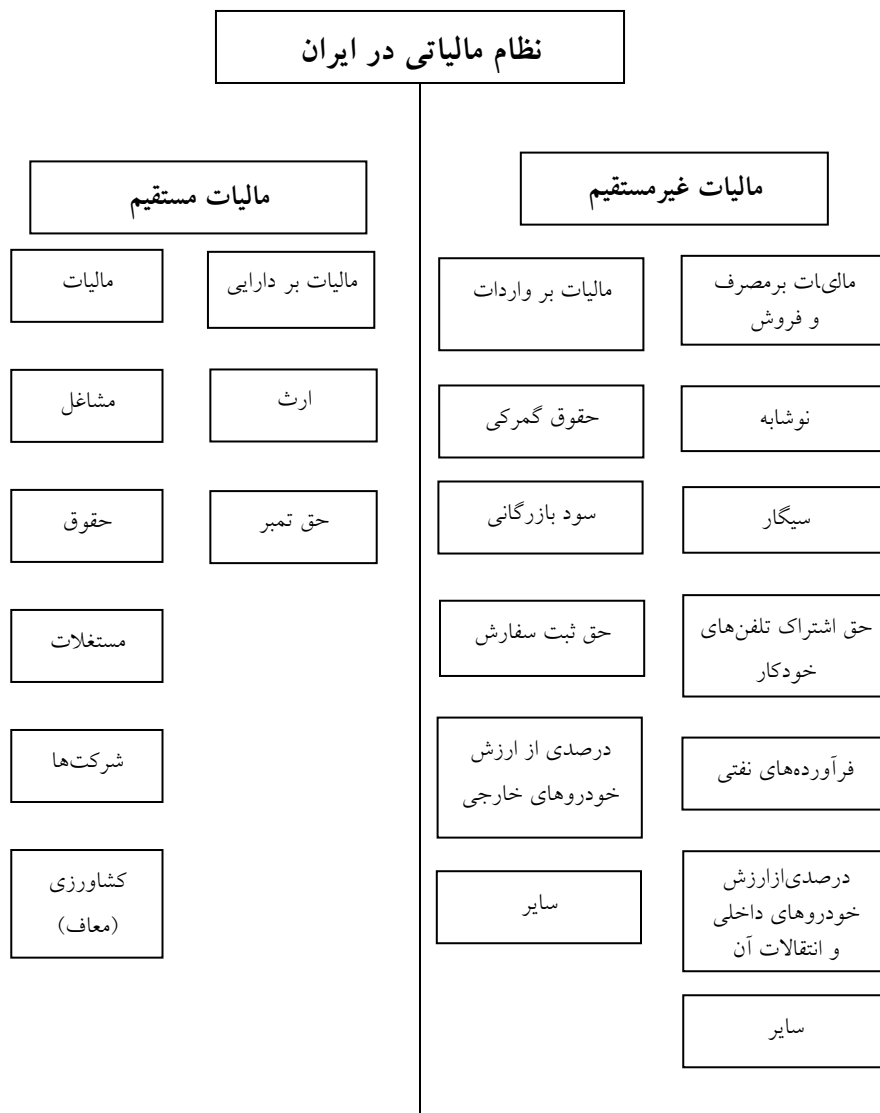 نظام مالیاتی در ایران
مالیات غیرمستقیم
مالیات بر مصرف
و فروش
نوشابه
سیگار
حق اشتراک تلفن‌های
خودکار
فرآورده‌های نفتی
درصدی‌ازارزش
خودروهای داخلی
و انتقالات آن
سایر
مالیات بر واردات
حقوق گمرکی
سود بازرگانی
حق ثبت سفارش
درصدی از ارزش
خودروهای خارجی
سایر
مالیات مستقیم
مالیات بر دارایی
ارث
حق تمبر
مالیات
مشاغل
حقوق
مستغلات
شرکت‌ها
کشاورزی
(معاف)